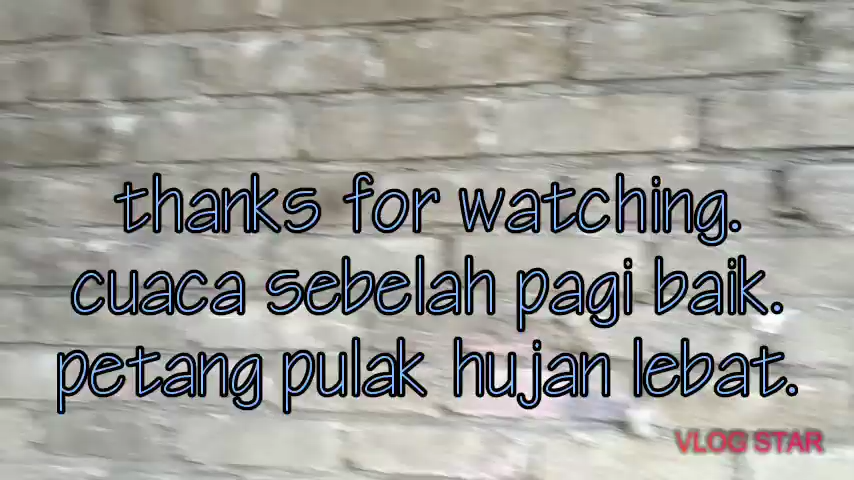 thanks for watching.
cuaca sebelah pagi baik.
petang pulak hujan lebat.
VLOG STAR